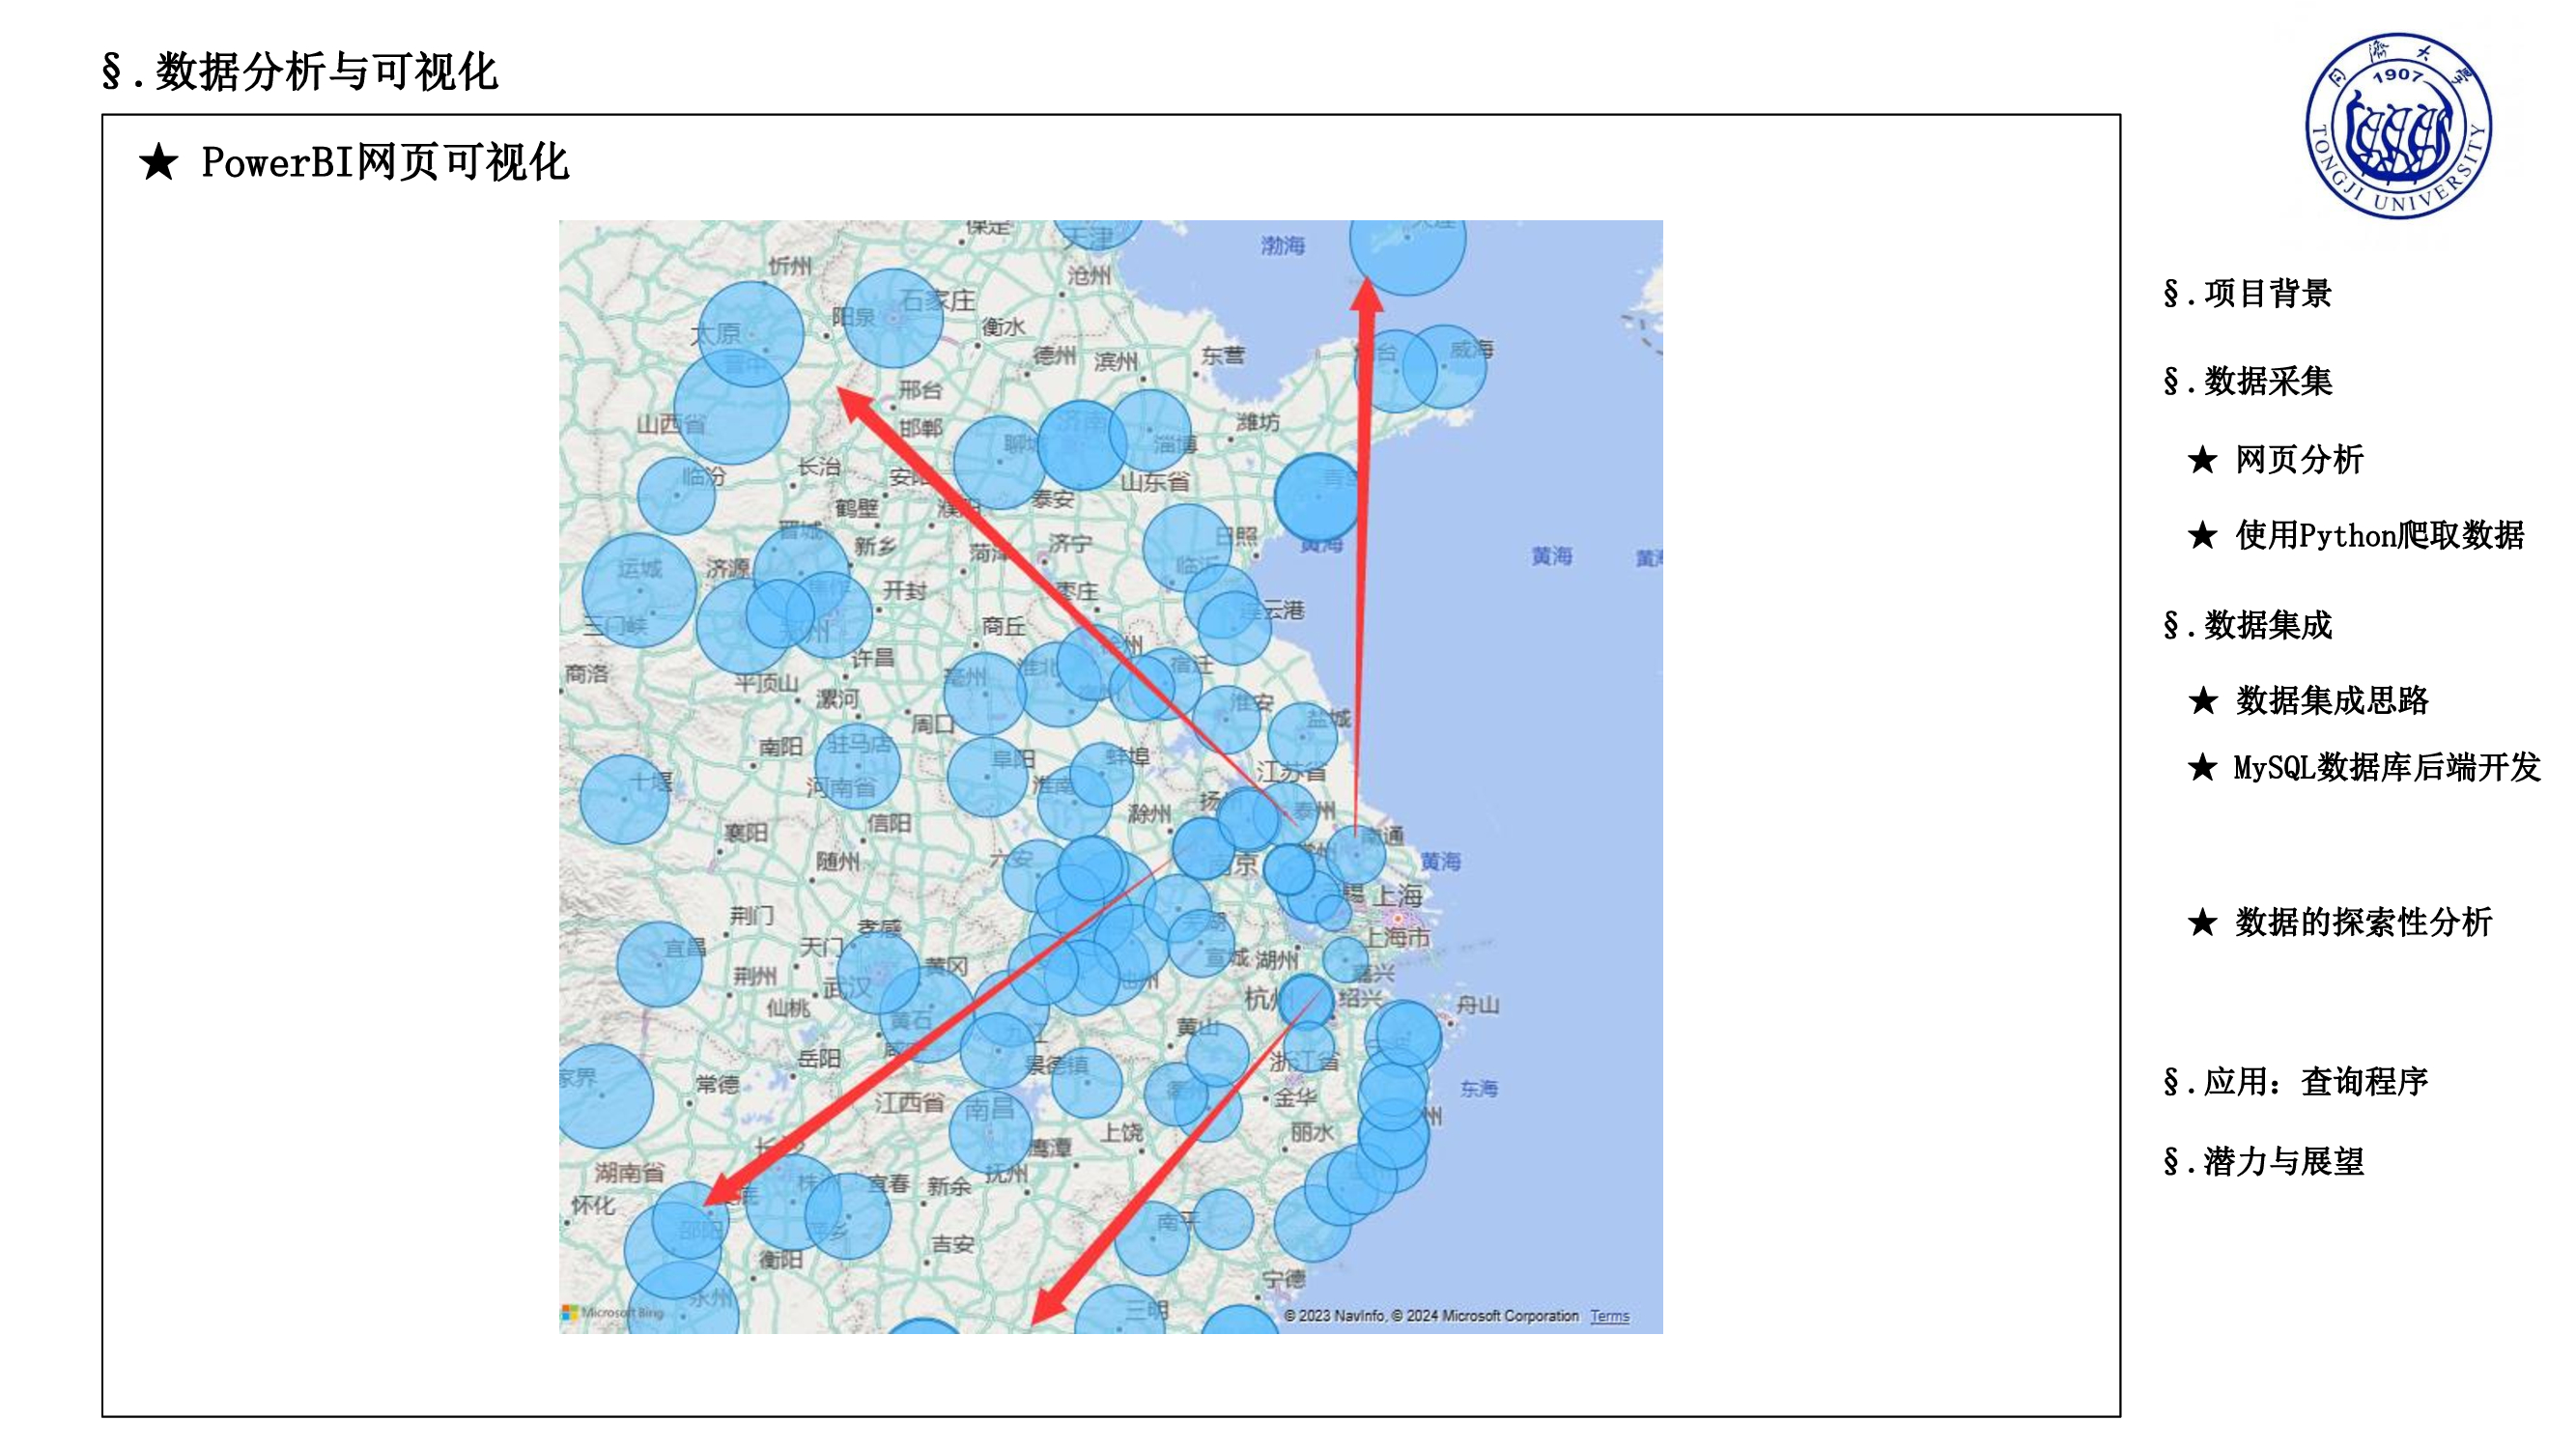 §.数据分析与可视化
★ PowerBI网页可视化
同济大学
1907
TONGJI UNIVERSITY
§.项目背景
§.数据采集
★ 网页分析
★ 使用Python爬取数据
§.数据集成
★ 数据集成思路
★ MySQL数据库后端开发
★ 数据的探索性分析
§.应用：查询程序
§.潜力与展望
保定
天津
渤海
忻州
沧州
石家庄
阳泉
衡水
太原
德州
滨州
东营
威海
晋中
邢台
山西省
邯郸
济南
潍坊
聊城
淄博
临汾
长治
山东省
泰安
鹤壁
晋城
日照
新乡
济宁
黄海
黄海
运城
济源
临沂
开封
枣庄
云港
三门峡
商丘
许昌
淮北
宿迁
商洛
亳州
平顶山
漯河
淮安
周口
盐城
南阳
驻马店
阜阳
蚌埠
江苏省
十堰
河南省
淮南
滁州
泰州
襄阳
信阳
南通
随州
六安
南京
黄海
上海
荆门
孝感
芜湖
天门
上海市
宜昌
黄冈
宣城
湖州
荆州
嘉兴
武汉
杭州
绍兴
舟山
仙桃
黄石
黄山
岳阳
景德镇
浙江省
家界
常德
东海
江西省
南昌
衢州
金华
州
上饶
丽水
鹰潭
湖南省
抚州
宜春
新余
怀化
南平
邵阳
衡阳
吉安
宁德
永州
三明
Microsoft Bing
© 2023 NavInfo, © 2024 Microsoft Corporation Terms